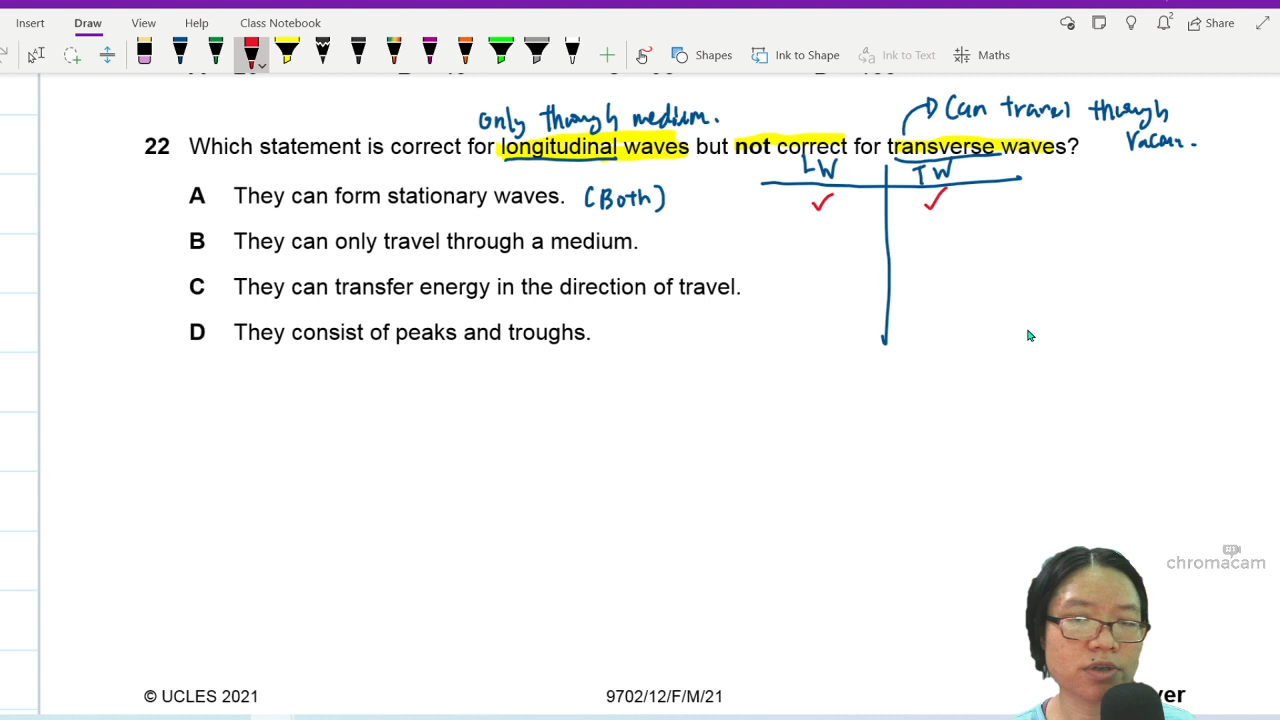 Insert Draw View Help Class Notebook Share
Shapes Ink to Shape Ink to Text Maths
only though medium. Can travel though
22 Which statement is correct for longitudinal waves but not correct for transverse waves?
LW TW
A They can form stationary waves. (Both)
B They can only travel through a medium.
C They can transfer energy in the direction of travel.
D They consist of peaks and troughs.
chromacam
© UCLES 2021 9702/12/F/M/21